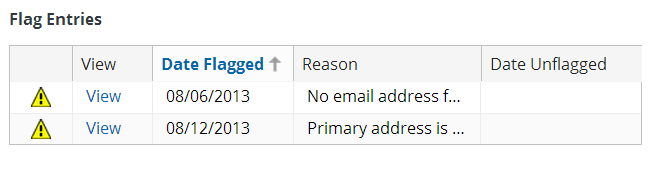 Flag Entries
View Date Flagged Reason Date Unflagged
View 08/06/2013 No email address f...
View 08/12/2013 Primary address is ...